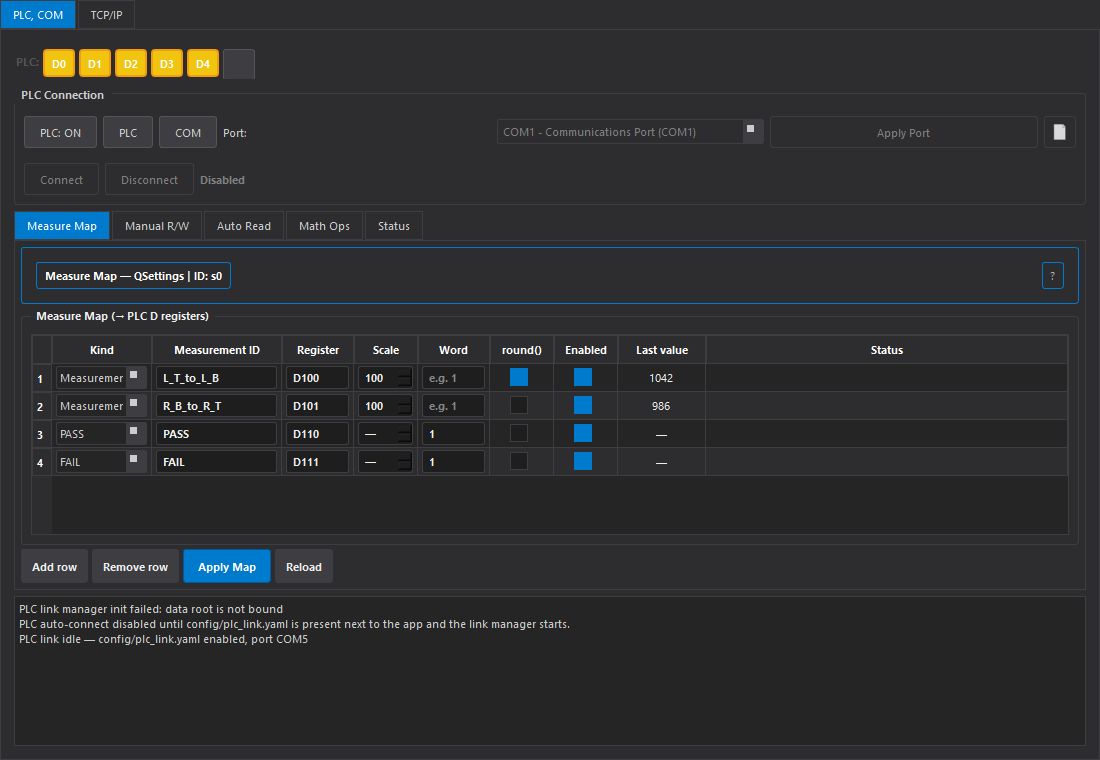 PLC, COM TCP/IP
PLC: D0 D1 D2 D3 D4
PLC Connection
PLC: ON PLC COM Port: COM1 - Communications Port (COM1) Apply Port
Connect Disconnect Disabled
Measure Map Manual R/W Auto Read Math Ops Status
Measure Map — QSettings | ID: s0 ?
Measure Map (→ PLC D registers)
Kind Measurement ID Register Scale Word round() Enabled Last value Status
1 Measuremer L_T_to_L_B D100 100 e.g. 1 1042
2 Measuremer R_B_to_R_T D101 100 e.g. 1 986
3 PASS PASS D110 — 1 —
4 FAIL FAIL D111 — 1 —
Add row Remove row Apply Map Reload
PLC link manager init failed: data root is not bound
PLC auto-connect disabled until config/plc_link.yaml is present next to the app and the link manager starts.
PLC link idle — config/plc_link.yaml enabled, port COM5